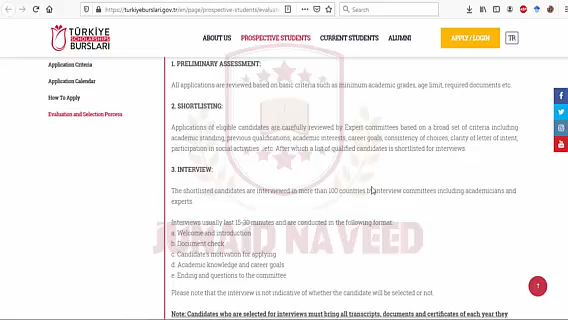 https://turkiyeburslari.gov.tr/en/page/prospective-students/evaluat
Search
TÜRKİYE
SCHOLARSHIPS
BURSLARI
ABOUT US
PROSPECTIVE STUDENTS
CURRENT STUDENTS
ALUMNI
APPLY / LOGIN
TR
Application Criteria
Application Calendar
How To Apply
Evaluation and Selection Process
1. PRELIMINARY ASSESSMENT:
All applications are reviewed based on basic criteria such as minimum academic grades, age limit, required documents etc.
2. SHORTLISTING:
Applications of eligible candidates are carefully reviewed by Expert committees based on a broad set of criteria including
academic standing, previous qualifications, academic interests, career goals, consistency of choices, clarity of letter of intent,
participation in social activities ..etc. After which a list of qualified candidates is shortlisted for interviews.
3. INTERVIEW:
The shortlisted candidates are interviewed in more than 100 countries by interview committees including academicians and
experts.
Interviews usually last 15-30 minutes and are conducted in the following format:
a. Welcome and introduction
b. Document check
c. Candidate's motivation for applying
d. Academic knowledge and career goals
e. Ending and questions to the committee
JUNAID NAVEED
Please note that the interview is not indicative of whether the candidate will be selected or not.
Note: Candidates who are selected for interviews must bring all transcripts, documents and certificates of each year they